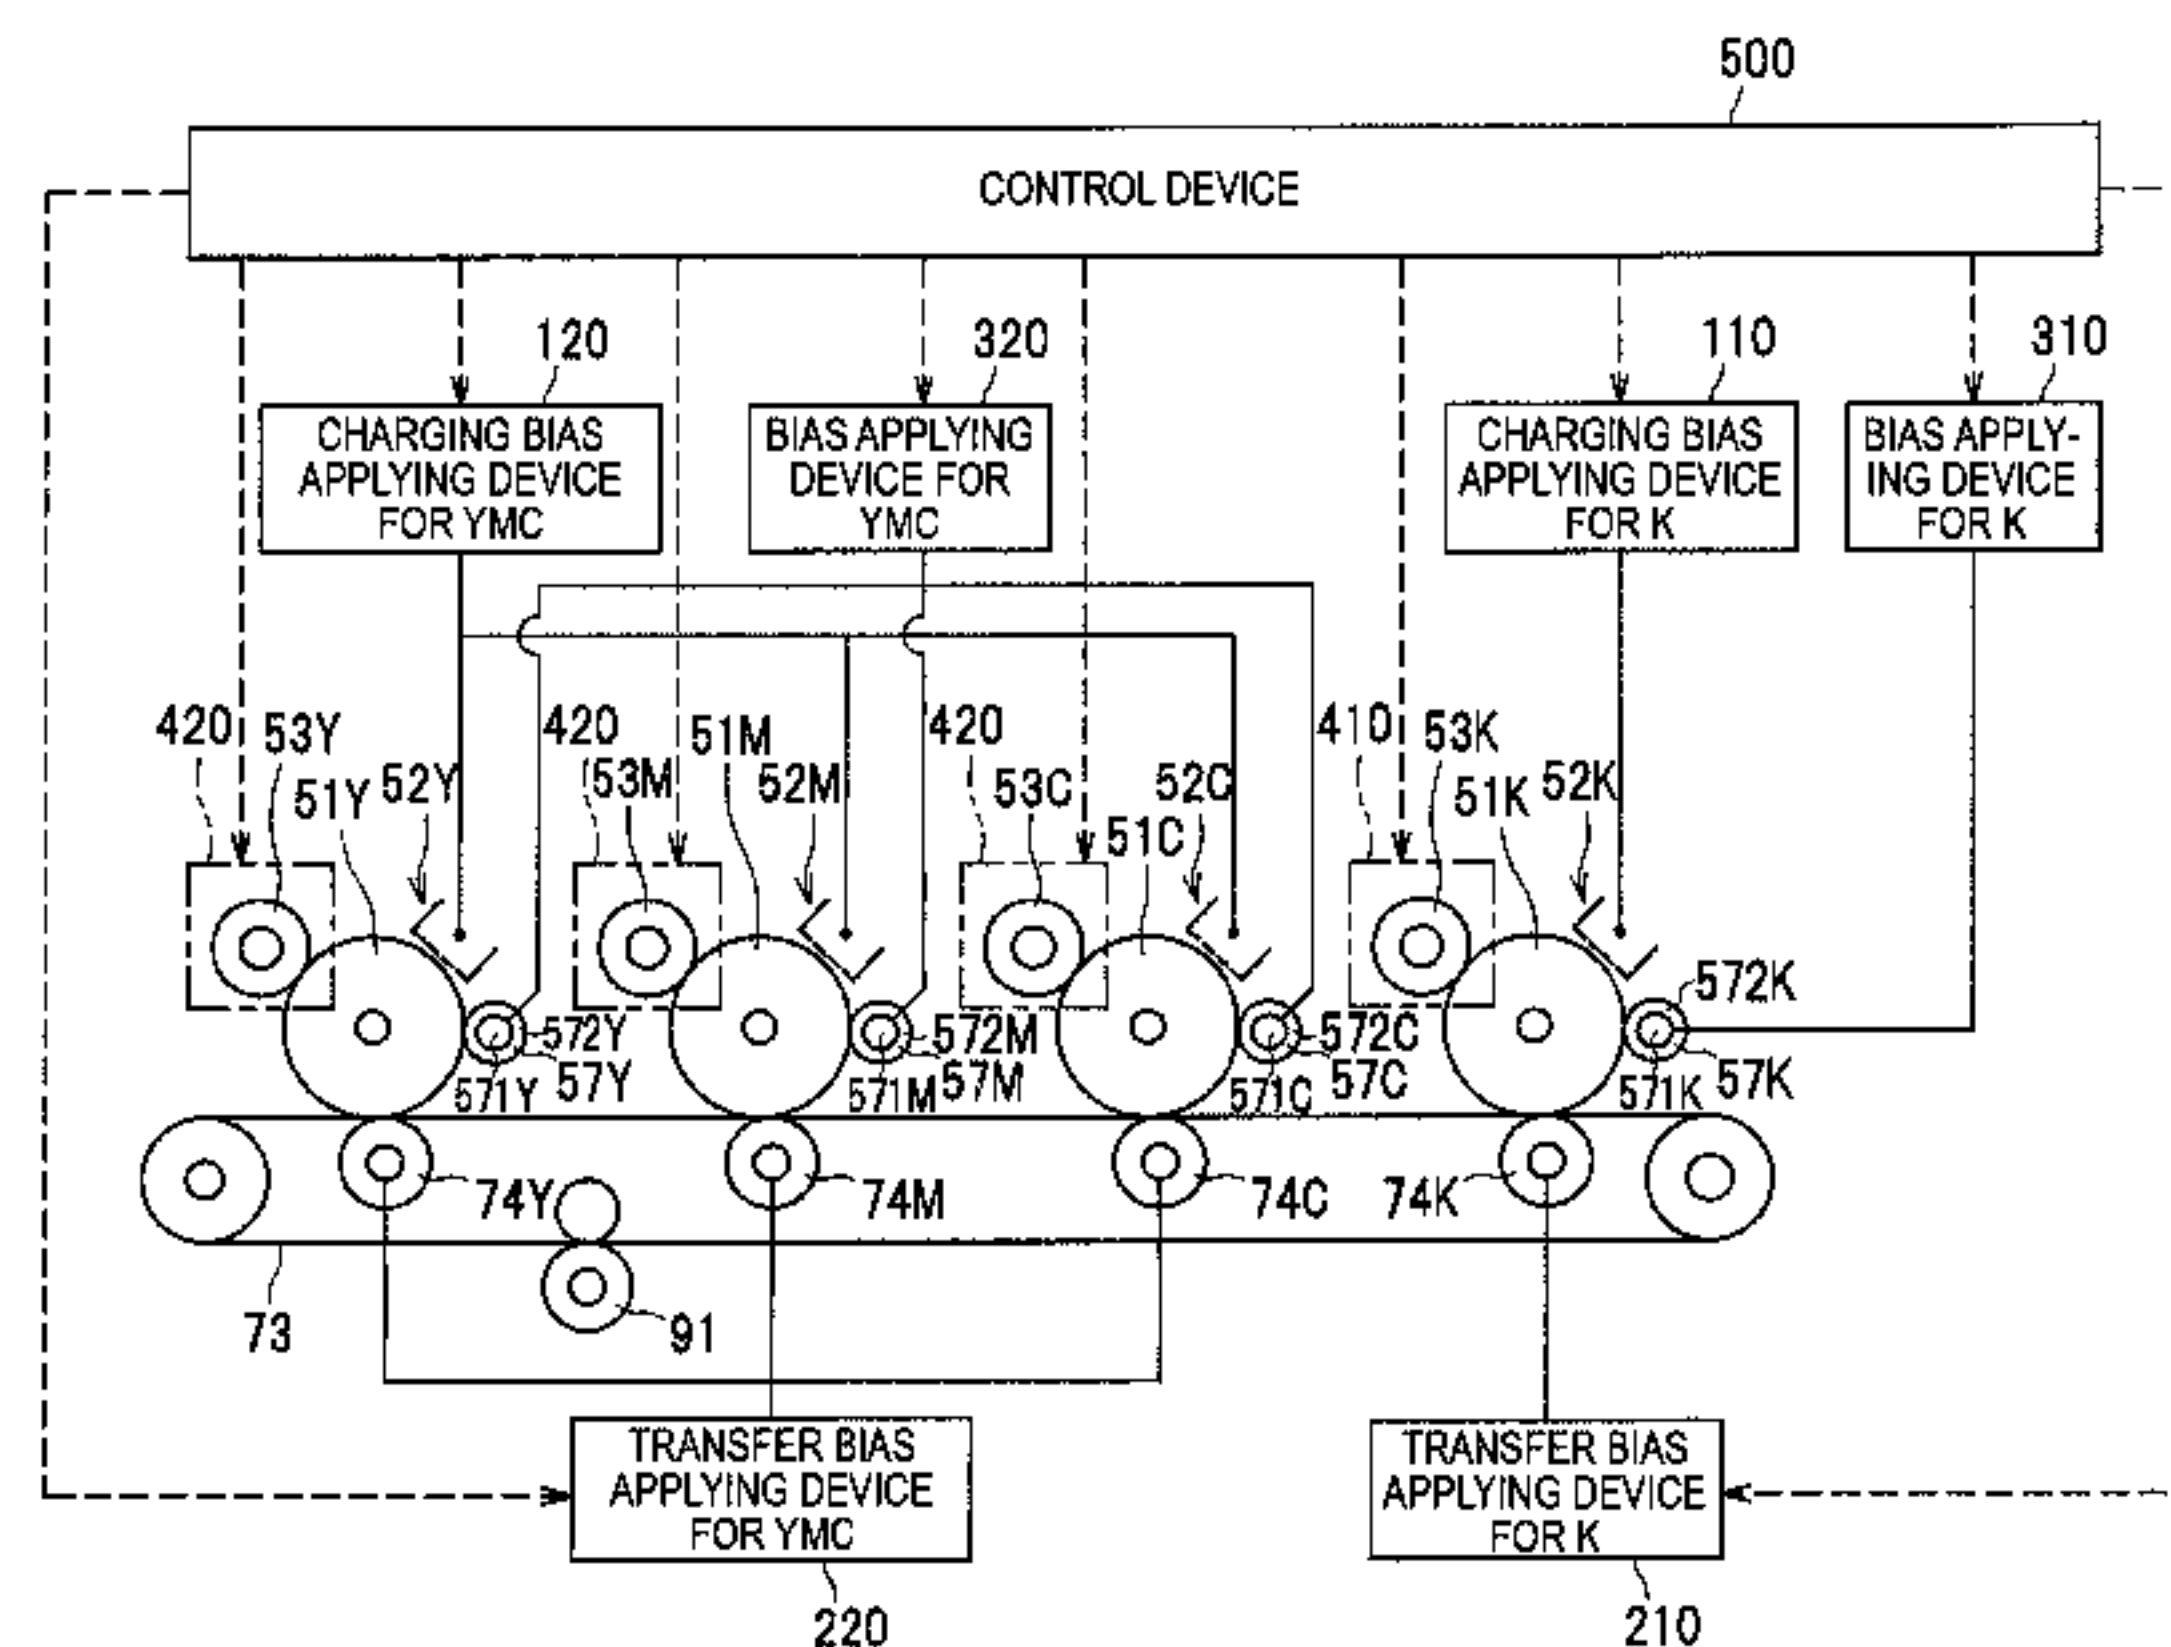 500
CONTROL DEVICE
120
320
110
310
CHARGING BIAS
APPLYING DEVICE
FOR YMC
BIAS APPLYING
DEVICE FOR
YMC
CHARGING BIAS
APPLYING DEVICE
FOR K
BIAS APPLY-
ING DEVICE
FOR K
420
53Y
51Y
52Y
420
53M
51M
52M
420
53C
51C
52C
410
53K
51K
52K
572Y
57Y
571Y
572M
57M
571M
572C
57C
571C
572K
57K
571K
74Y
74M
74C
74K
73
91
TRANSFER BIAS
APPLYING DEVICE
FOR YMC
TRANSFER BIAS
APPLYING DEVICE
FOR K
220
210